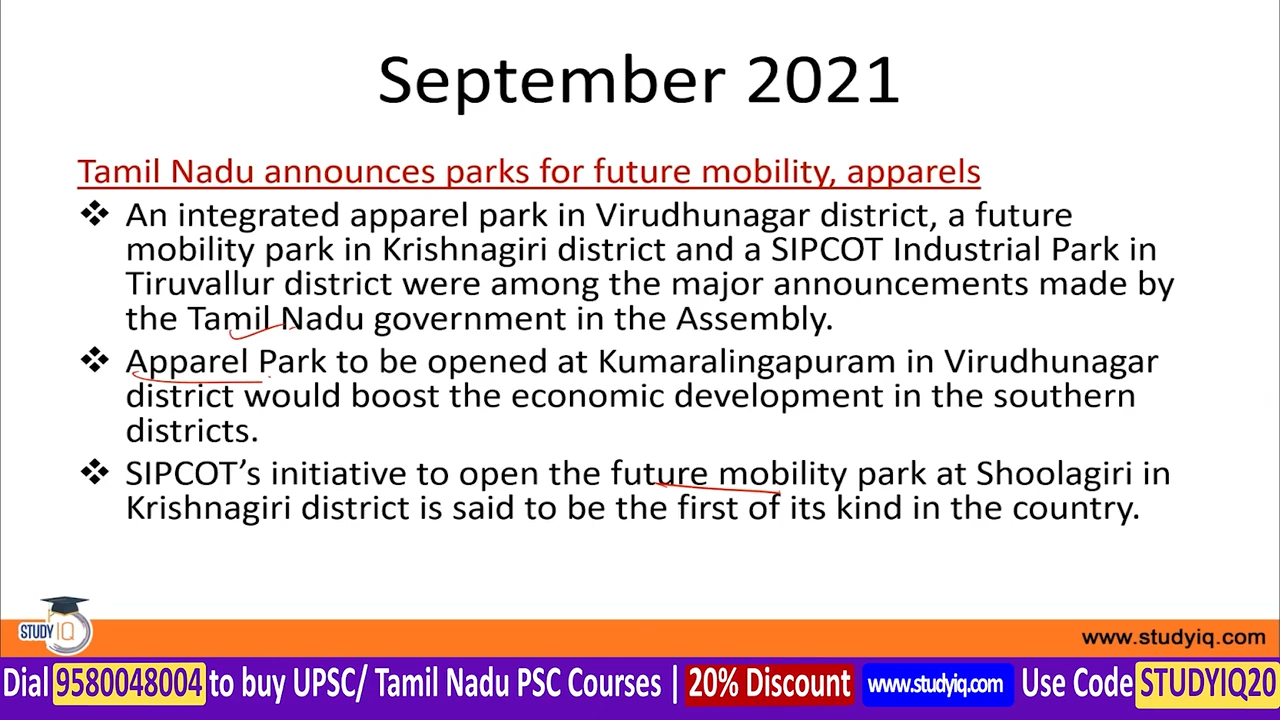 September 2021
Tamil Nadu announces parks for future mobility, apparels
❖ An integrated apparel park in Virudhunagar district, a future
mobility park in Krishnagiri district and a SIPCOT Industrial Park in
Tiruvallur district were among the major announcements made by
the Tamil Nadu government in the Assembly.
❖ Apparel Park to be opened at Kumaralingapuram in Virudhunagar
district would boost the economic development in the southern
districts.
❖ SIPCOT’s initiative to open the future mobility park at Shoolagiri in
Krishnagiri district is said to be the first of its kind in the country.
STUDY IQ
www.studyiq.com
Dial 9580048004 to buy UPSC/ Tamil Nadu PSC Courses | 20% Discount www.studyiq.com Use Code STUDYIQ20